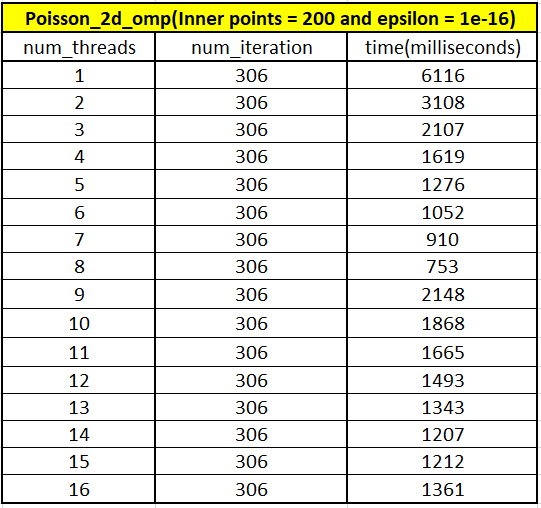 Poisson_2d_omp(Inner points = 200 and epsilon = 1e-16)
num_threads num_iteration time(milliseconds)
1 306 6116
2 306 3108
3 306 2107
4 306 1619
5 306 1276
6 306 1052
7 306 910
8 306 753
9 306 2148
10 306 1868
11 306 1665
12 306 1493
13 306 1343
14 306 1207
15 306 1212
16 306 1361